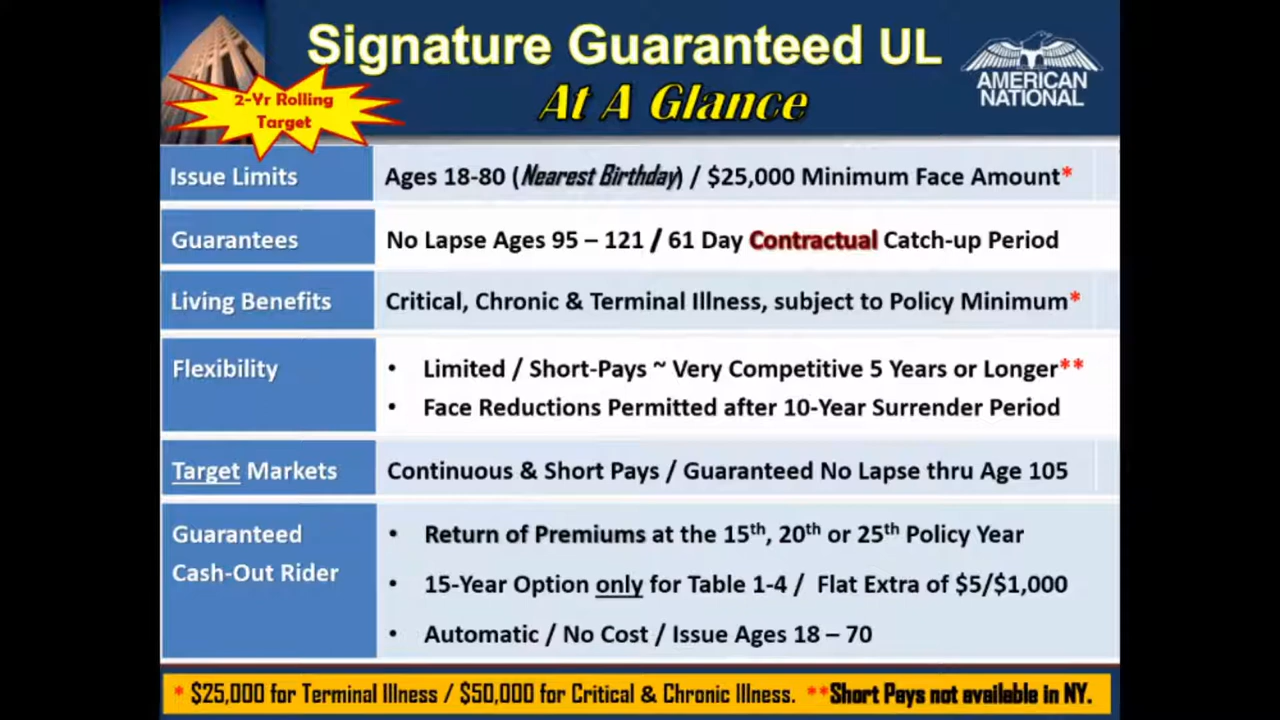 Signature Guaranteed UL
At A Glance
2-Yr Rolling
Target
AMERICAN
NATIONAL
Issue Limits
Ages 18-80 (Nearest Birthday) / $25,000 Minimum Face Amount*
Guarantees
No Lapse Ages 95 – 121 / 61 Day Contractual Catch-up Period
Living Benefits
Critical, Chronic & Terminal Illness, subject to Policy Minimum*
Flexibility
• Limited / Short-Pays ~ Very Competitive 5 Years or Longer**
• Face Reductions Permitted after 10-Year Surrender Period
Target Markets
Continuous & Short Pays / Guaranteed No Lapse thru Age 105
Guaranteed
Cash-Out Rider
• Return of Premiums at the 15th, 20th or 25th Policy Year
• 15-Year Option only for Table 1-4 / Flat Extra of $5/$1,000
• Automatic / No Cost / Issue Ages 18 – 70
* $25,000 for Terminal Illness / $50,000 for Critical & Chronic Illness. **Short Pays not available in NY.